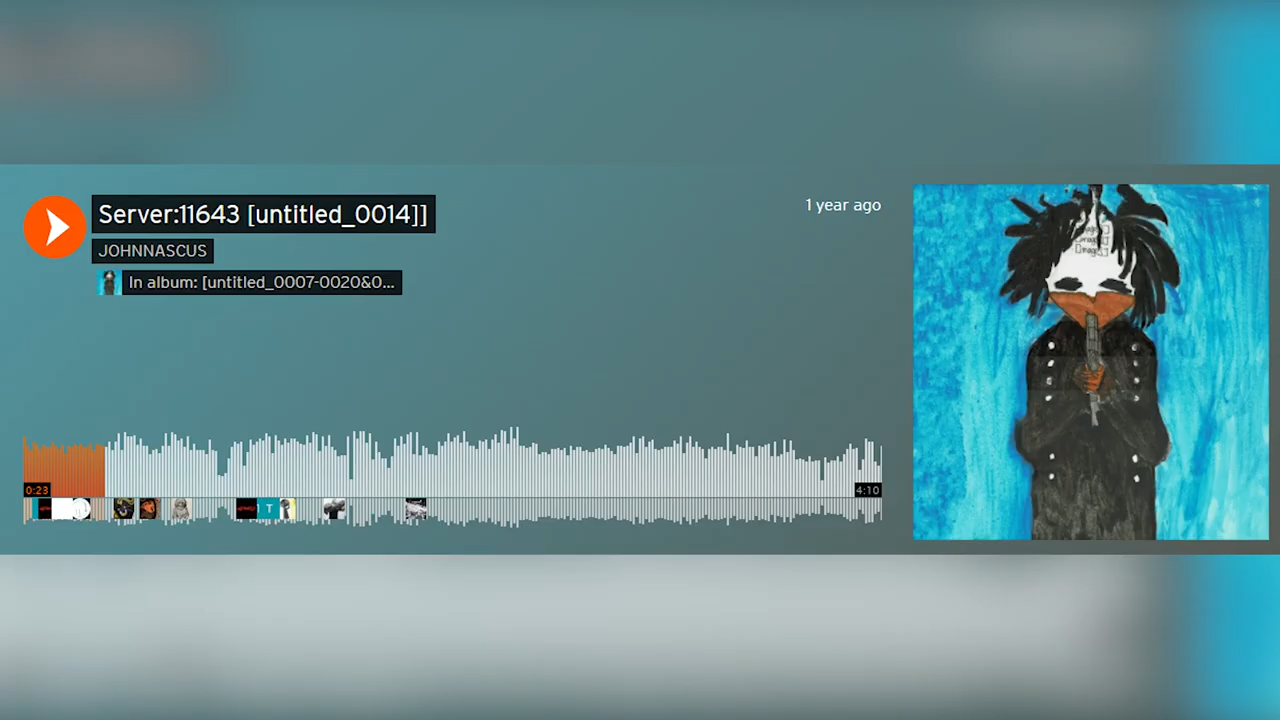 Server:11643 [untitled_0014]]
1 year ago
JOHNNASCUS
In album: [untitled_0007-0020&0...
0:23
4:10
T